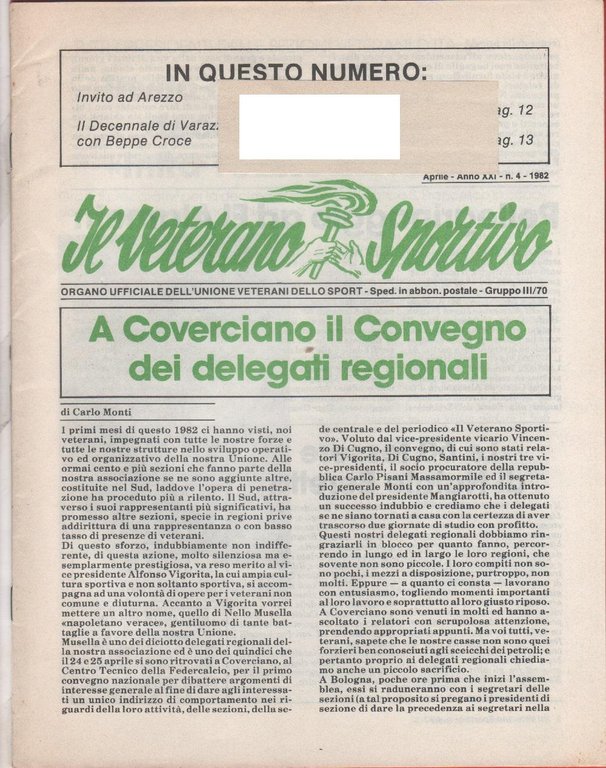 IN QUESTO NUMERO:
Invito ad Arezzo
ag. 12
Il Decennale di Varaz
con Beppe Croce
ag. 13
Aprile - Anno XXI - n. 4 - 1982
Il Veterano Sportivo
ORGANO UFFICIALE DELL'UNIONE VETERANI DELLO SPORT - Sped. in abbon. postale - Gruppo III/70
A Coverciano il Convegno
dei delegati regionali
di Carlo Monti
I primi mesi di questo 1982 ci hanno visti, noi
veterani, impegnati con tutte le nostre forze e
tutte le nostre strutture nello sviluppo operati-
vo ed organizzativo della nostra Unione. Alle
ormai cento e più sezioni che fanno parte della
nostra associazione se ne sono aggiunte altre,
costituite nel Sud, laddove l'opera di penetra-
zione ha proceduto più a rilento. Il Sud, attra-
verso i suoi rappresentanti più significativi, ha
promesso altre sezioni, specie in regioni prive
addirittura di una rappresentanza o con basso
tasso di presenze di veterani.
Di questo sforzo, indubbiamente non indiffe-
rente, di questa azione, molto silenziosa ma e-
semplarmente prestigiosa, va reso merito al vi-
ce presidente Alfonso Vigorita, la cui ampia cul-
tura sportiva e non soltanto sportiva, si accom-
pagna ad una volontà di opere per i veterani non
comune e diuturna. Accanto a Vigorita vorrei
mettere un altro nome, quello di Nello Musella
«napoletano verace», gentiluomo di tante bat-
taglie a favore della nostra Unione.
Musella è uno dei diciotto delegati regionali del-
la nostra associazione ed è uno dei quindici che
il 24 e 25 aprile si sono ritrovati a Coverciano, al
Centro Tecnico della Federcalcio, per il primo
convegno nazionale per dibattere argomenti di
interesse generale al fine di dare agli interessa-
ti un unico indirizzo di comportamento nei ri-
guardi della loro attività, delle sezioni, della se-
de centrale e del periodico «Il Veterano Sporti-
vo». Voluto dal vice-presidente vicario Vincen-
zo Di Cugno, il convegno, di cui sono stati rela-
tori Vigorita, Di Cugno, Santini, i nostri tre vi-
ce-presidenti, il socio procuratore della repub-
blica Carlo Pisani Massamormile ed il segreta-
rio generale Monti con un'approfondita intro-
duzione del presidente Mangiarotti, ha ottenuto
un successo indubbio e crediamo che i delegati
se ne siano tornati a casa con la certezza di aver
trascorso due giornate di studio con profitto.
Questi nostri delegati regionali dobbiamo rin-
graziarli in blocco per quanto fanno, percor-
rendo in lungo ed in largo le loro regioni, che
sovente non sono piccole. I loro compiti non so-
no pochi, i mezzi a disposizione, purtroppo, non
molti. Eppure — a quanto ci consta — lavorano
con entusiasmo, togliendo momenti importanti
al loro lavoro e soprattutto al loro giusto riposo.
A Coverciano sono venuti in molti ed hanno a-
scoltato i relatori con scrupolosa attenzione,
prendendo appropriati appunti. Ma voi tutti, ve-
terani, sapete che le nostre casse non sono quei
forzieri ben conosciuti agli sceicchi dei petroli; e
pertanto proprio ai delegati regionali chiedia-
mo anche un piccolo sacrificio.
A Bologna, poche ore prima che inizi l'assem-
blea, essi si raduneranno con i segretari delle
sezioni (a tal proposito si pregano i presidenti di
sezione di dare la precedenza ai segretari nella